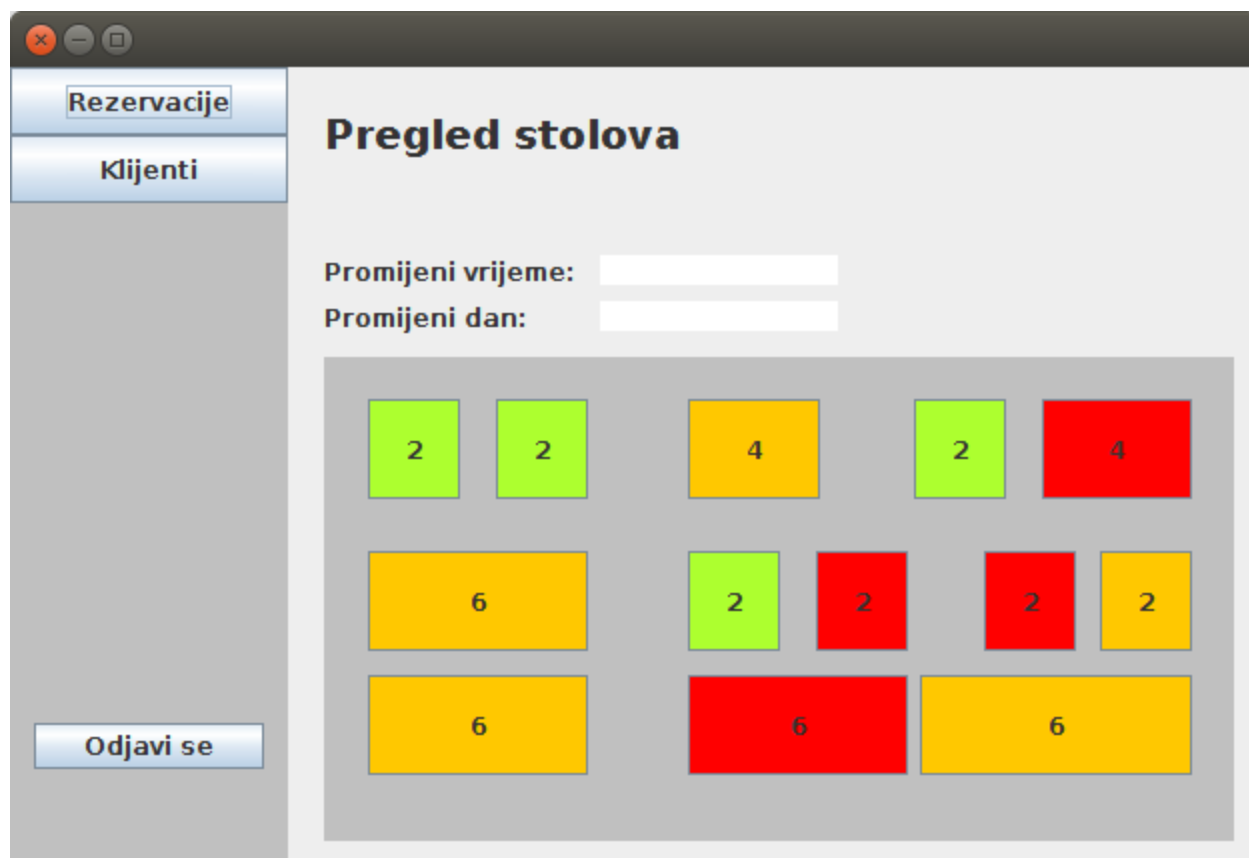 Rezervacije
Klijenti
Pregled stolova
Promijeni vrijeme:
Promijeni dan:
2 2 4 2 4
6 2 2 2 2
6 6 6
Odjavi se